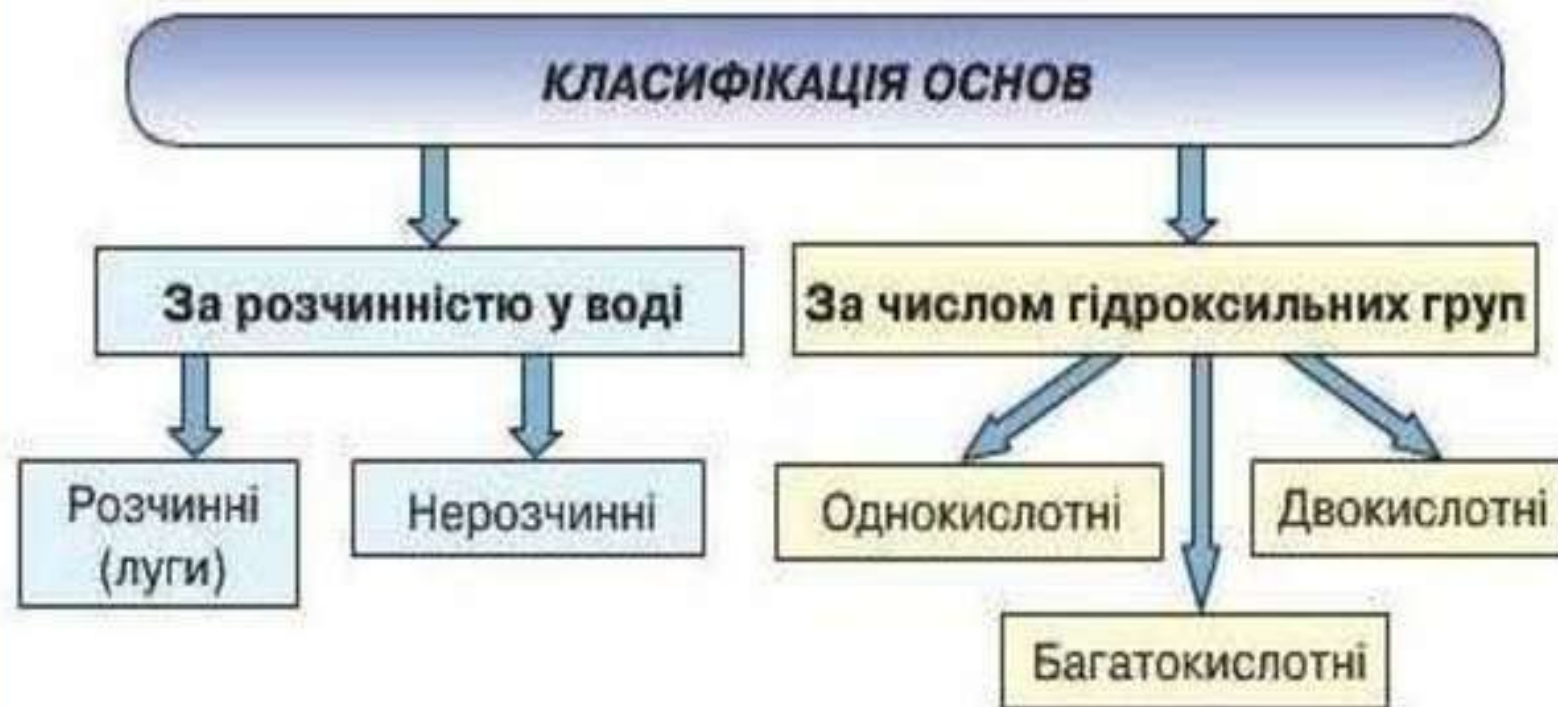 КЛАСИФІКАЦІЯ ОСНОВ
За розчинністю у воді
За числом гідроксильних груп
Розчинні
(луги)
Нерозчинні
Однокислотні
Двокислотні
Багатокислотні